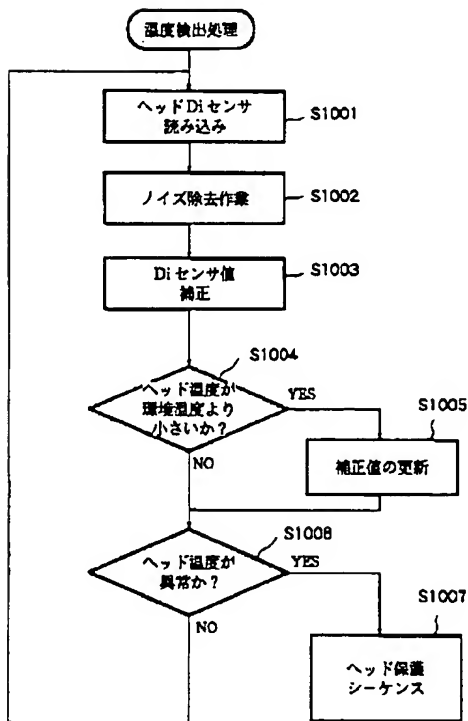 温度検出処理
ヘッドDiセンサ
読み込み
S1001
ノイズ除去作業
S1002
Diセンサ値
補正
S1003
S1004
ヘッド温度が
環境温度より
小さいか?
YES
NO
S1005
補正値の更新
S1008
ヘッド温度が
異常か?
YES
NO
S1007
ヘッド保護
シーケンス